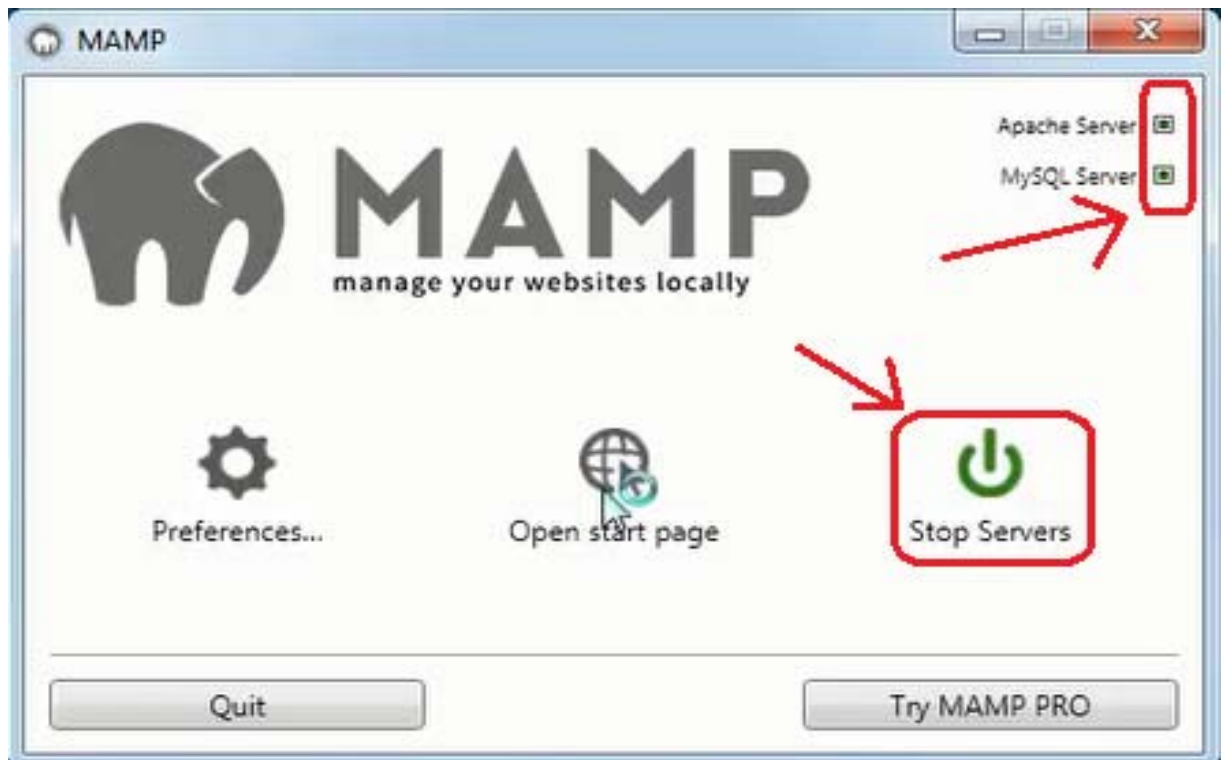 MAMP
Apache Server
MySQL Server
MAMP
manage your websites locally
Preferences...
Open start page
Stop Servers
Quit
Try MAMP PRO